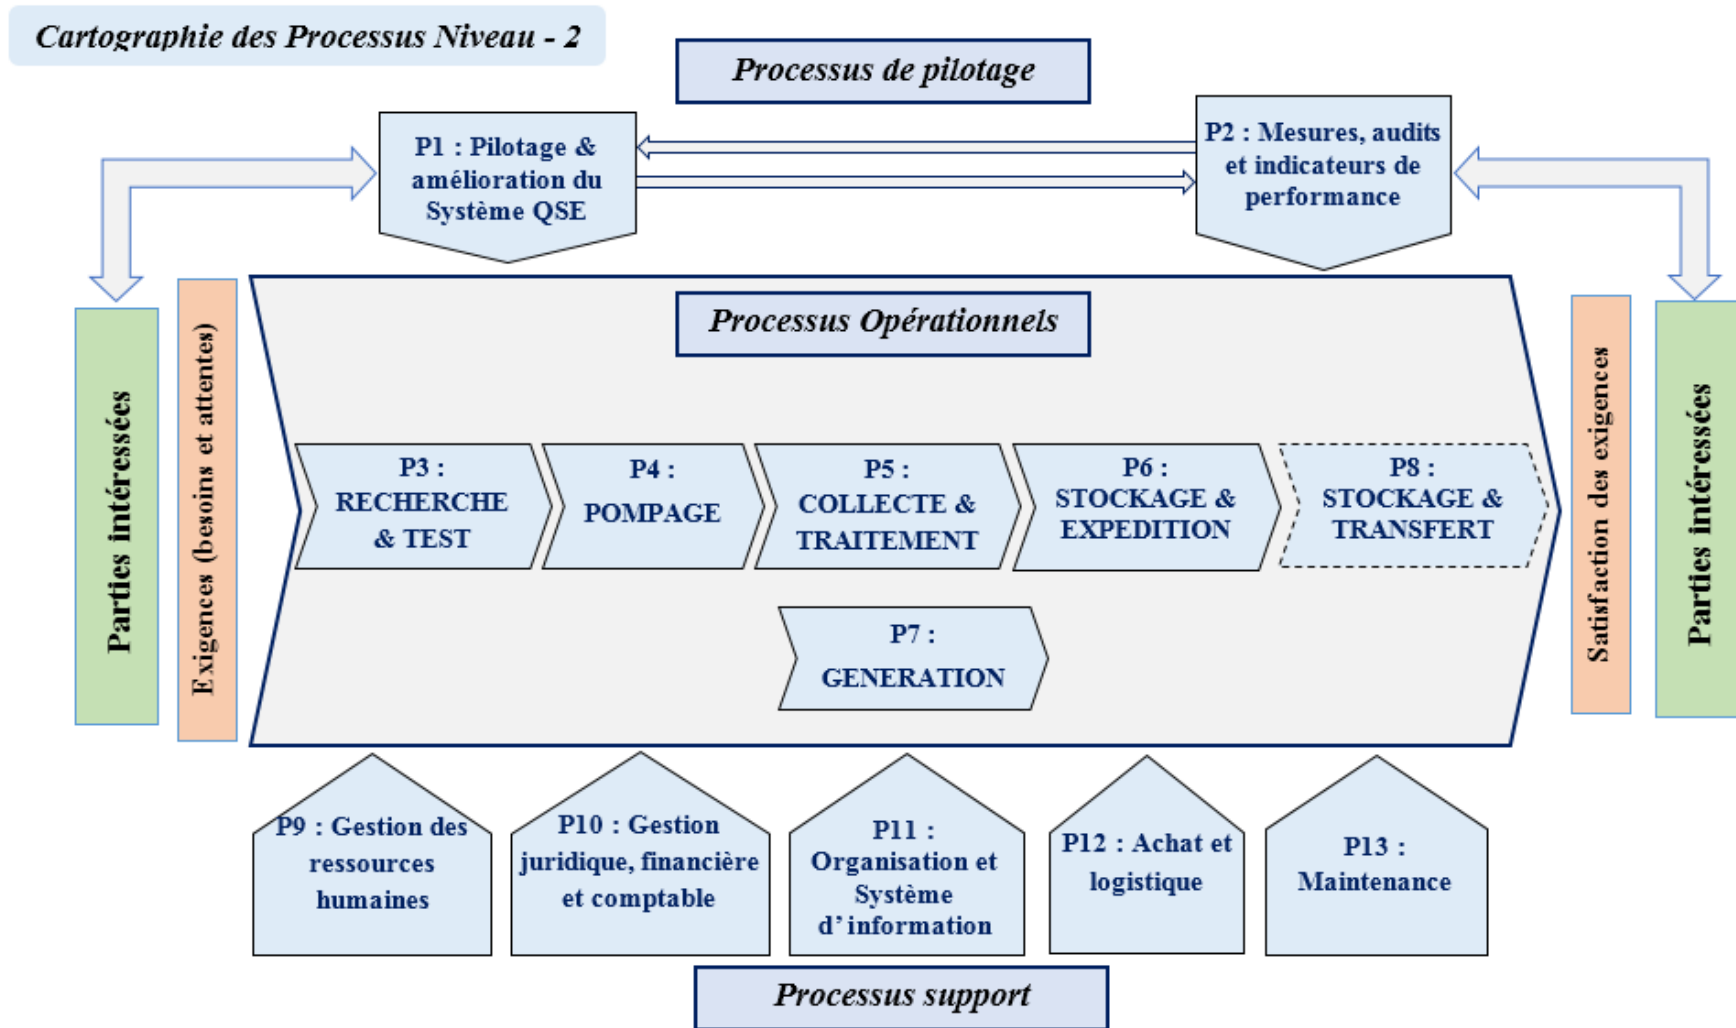 Cartographie des Processus Niveau - 2
Processus de pilotage
P1 : Pilotage &
amélioration du
Système QSE
P2 : Mesures, audits
et indicateurs de
performance
Parties intéressées
Exigences (besoins et attentes)
Processus Opérationnels
P3 :
RECHERCHE
& TEST
P4 :
POMPAGE
P5 :
COLLECTE &
TRAITEMENT
P6 :
STOCKAGE &
EXPEDITION
P8 :
STOCKAGE &
TRANSFERT
P7 :
GENERATION
Satisfaction des exigences
Parties intéressées
P9 : Gestion des
ressources
humaines
P10 : Gestion
juridique, financière
et comptable
P11 :
Organisation et
Système
d’ information
P12 : Achat et
logistique
P13 :
Maintenance
Processus support